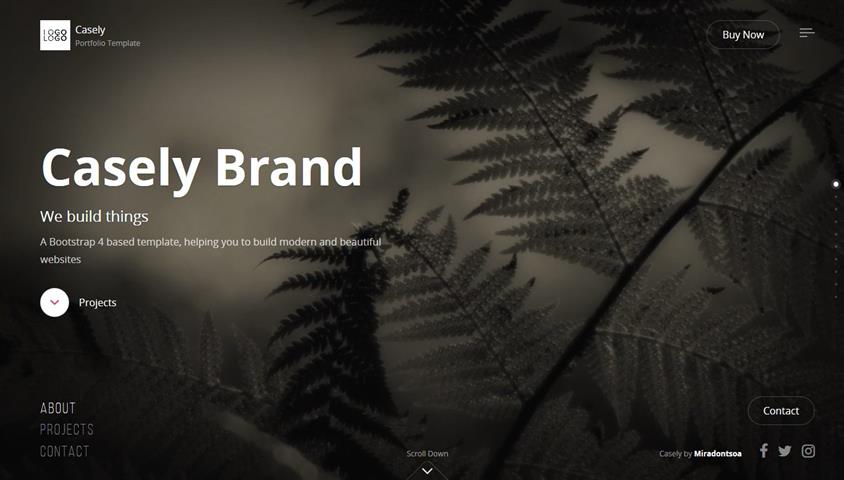 LOGO
LOGO
Casely
Portfolio Template
Buy Now
Casely Brand
We build things
A Bootstrap 4 based template, helping you to build modern and beautiful
websites
Projects
ABOUT
PROJECTS
CONTACT
Contact
Scroll Down
Casely by Miradontsoa